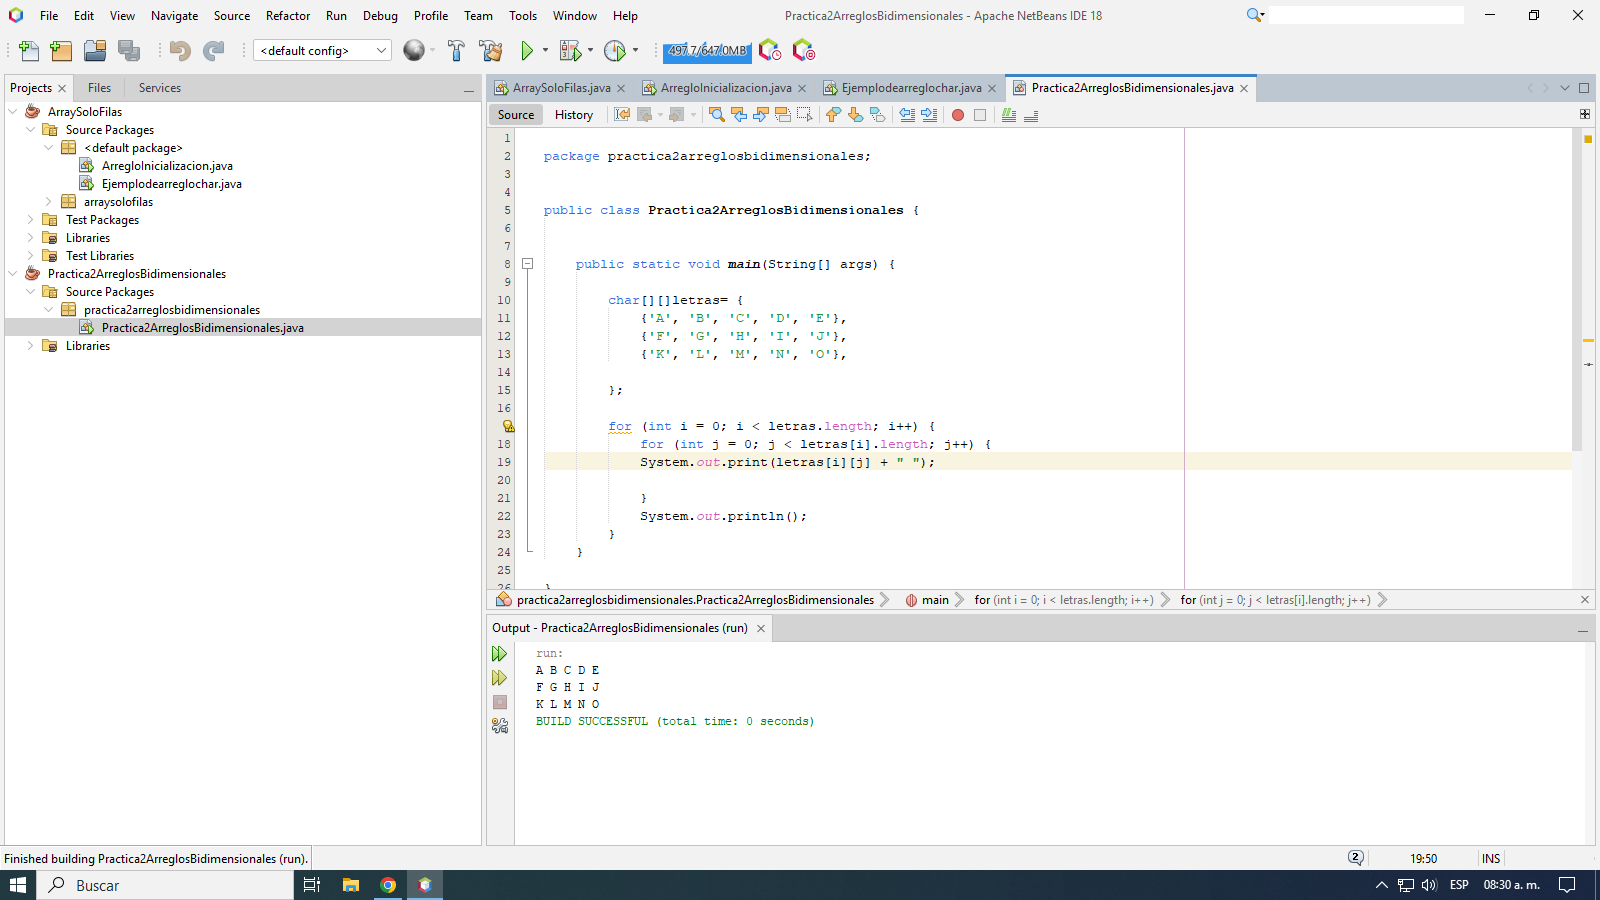 File Edit View Navigate Source Refactor Run Debug Profile Team Tools Window Help
Practica2ArreglosBidimensionales - Apache NetBeans IDE 18
<default config>
497.7/647.0MB
Projects Files Services
ArraySoloFilas
Source Packages
<default package>
ArregloInicializacion.java
Ejemplodearreglochar.java
arraysolofilas
Test Packages
Libraries
Test Libraries
Practica2ArreglosBidimensionales
Source Packages
practica2arreglosbidimensionales
Practica2ArreglosBidimensionales.java
Libraries
ArraySoloFilas.java ArregloInicializacion.java Ejemplodearreglochar.java Practica2ArreglosBidimensionales.java
Source History
1
2 package practica2arreglosbidimensionales;
3
4
5 public class Practica2ArreglosBidimensionales {
6
7
8 public static void main(String[] args) {
9
10 char[][]letras= {
11 {'A', 'B', 'C', 'D', 'E'},
12 {'F', 'G', 'H', 'I', 'J'},
13 {'K', 'L', 'M', 'N', 'O'},
14
15 };
16
for (int i = 0; i < letras.length; i++) {
18 for (int j = 0; j < letras[i].length; j++) {
19 System.out.print(letras[i][j] + " ");
20
21 }
22 System.out.println();
23 }
24 }
25
26 }
practica2arreglosbidimensionales.Practica2ArreglosBidimensionales main for (int i = 0; i < letras.length; i++) for (int j = 0; j < letras[i].length; j++)
Output - Practica2ArreglosBidimensionales (run)
run:
A B C D E
F G H I J
K L M N O
BUILD SUCCESSFUL (total time: 0 seconds)
Finished building Practica2ArreglosBidimensionales (run).
2 19:50 INS
Buscar
ESP 08:30 a. m.